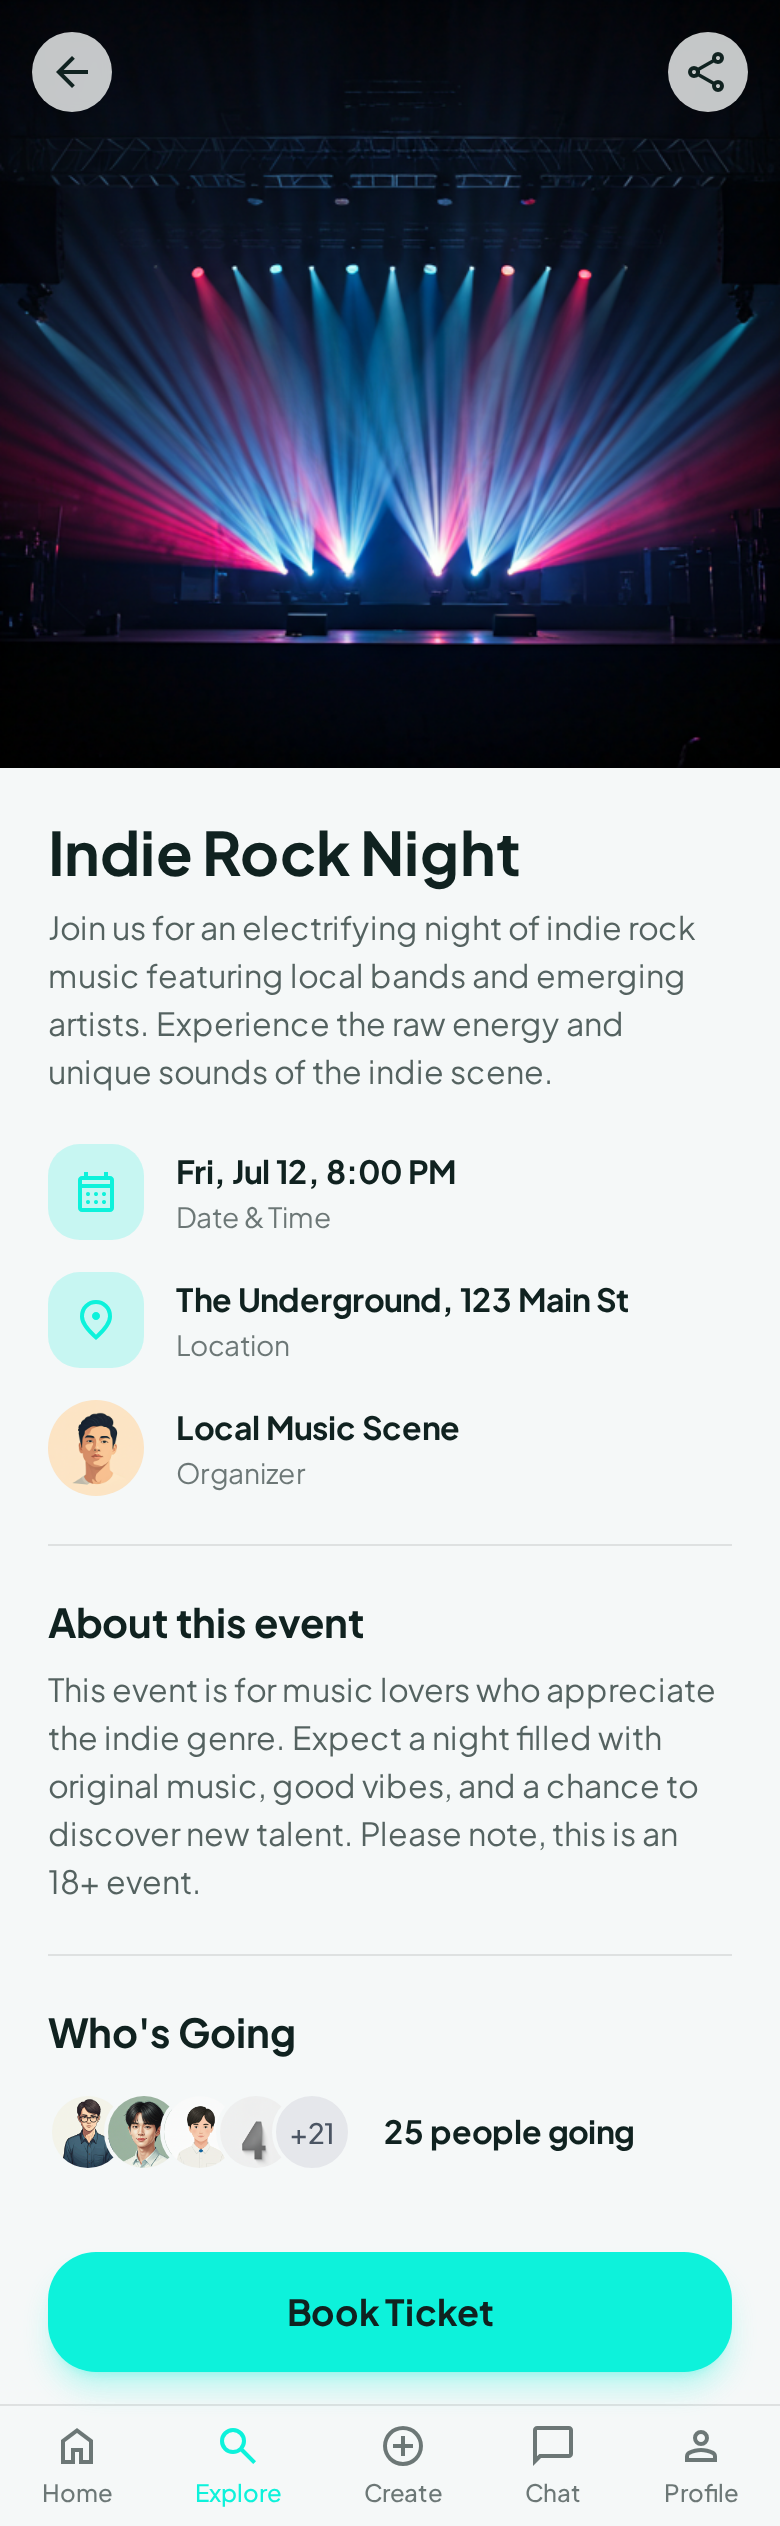 Indie Rock Night
Join us for an electrifying night of indie rock
music featuring local bands and emerging
artists. Experience the raw energy and
unique sounds of the indie scene.
Fri, Jul 12, 8:00 PM
Date & Time
The Underground, 123 Main St
Location
Local Music Scene
Organizer
About this event
This event is for music lovers who appreciate
the indie genre. Expect a night filled with
original music, good vibes, and a chance to
discover new talent. Please note, this is an
18+ event.
Who's Going
4 +21 25 people going
Book Ticket
Home Explore Create Chat Profile